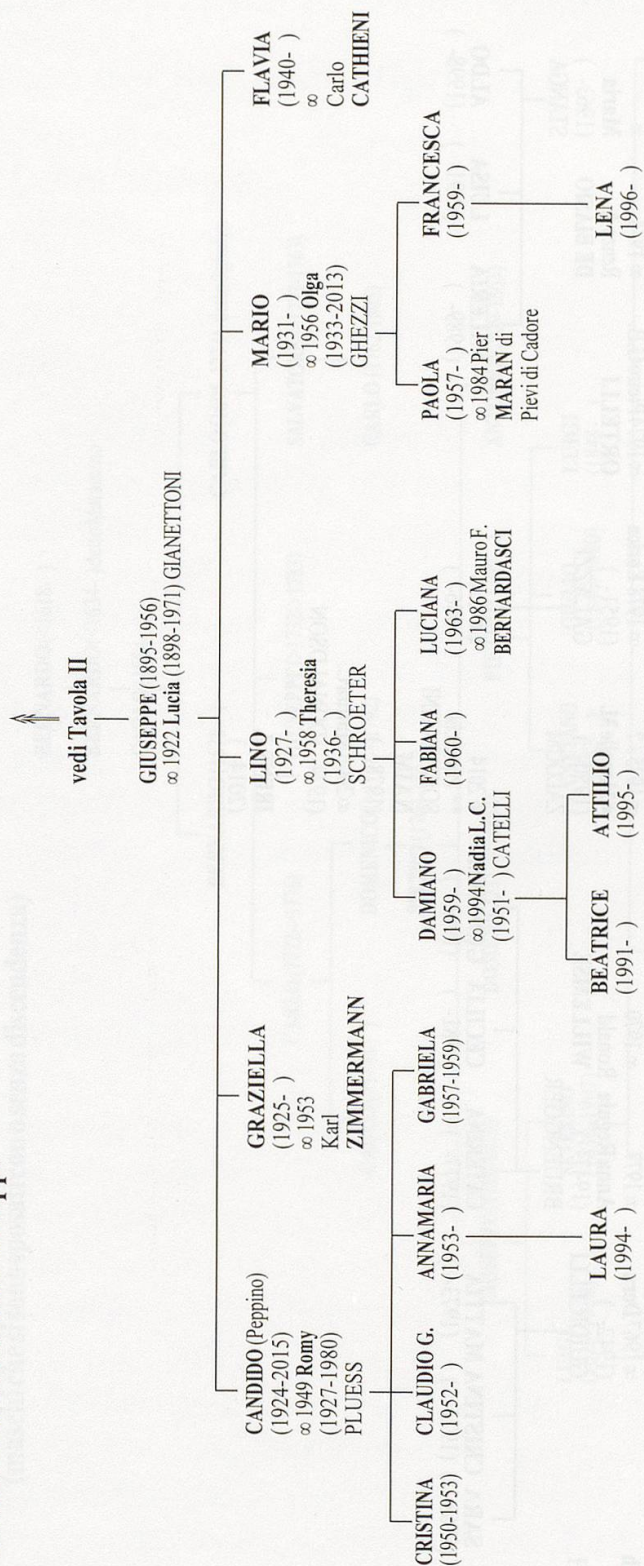 vedi Tavola II
GIUSEPPE (1895-1956)
∞ 1922 Lucia (1898-1971) GIANETTONI
CANDIDO (Peppino)
(1924-2015)
∞ 1949 Romy
(1927-1980)
PLUESS
GRAZIELLA
(1925- )
∞ 1953
Karl
ZIMMERMANN
LINO
(1927- )
∞ 1958 Theresia
(1936- )
SCHROETER
MARIO
(1931- )
∞ 1956 Olga
(1933-2013)
GHEZZI
FLAVIA
(1940- )
∞
Carlo
CATHIENI
CRISTINA
(1950-1953)
CLAUDIO G.
(1952- )
ANNAMARIA
(1953- )
GABRIELA
(1957-1959)
DAMIANO
(1959- )
∞ 1994 Nadia L.C.
(1951- ) CATELLI
FABIANA
(1960- )
LUCIANA
(1963- )
∞ 1986 Mauro F.
BERNARDASCI
PAOLA
(1957- )
∞ 1984 Pier
MARAN di
Pievi di Cadore
FRANCESCA
(1959- )
LAURA
(1994- )
BEATRICE
(1991- )
ATTILIO
(1995- )
LENA
(1996- )